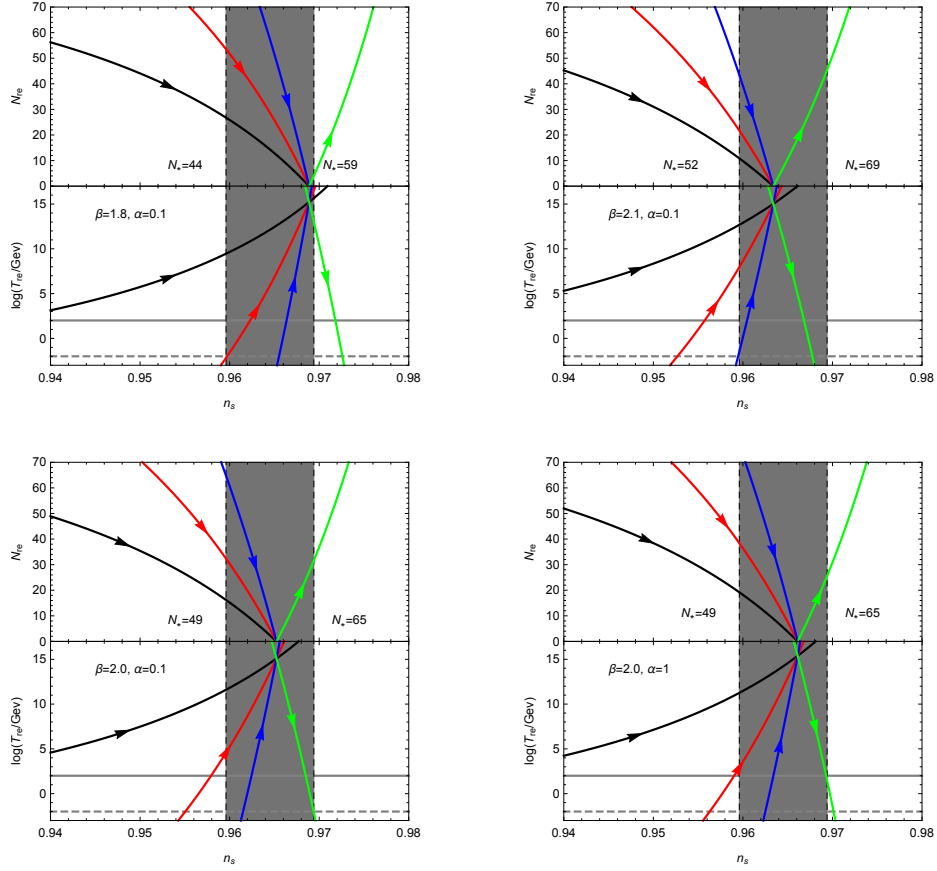 70
60
50
40
30
20
10
0
N_re
N_*=44
N_*=59
15
10
5
0
log(T_re/Gev)
β=1.8, α=0.1
0.94 0.95 0.96 0.97 0.98
n_s
70
60
50
40
30
20
10
0
N_re
N_*=52
N_*=69
15
10
5
0
log(T_re/Gev)
β=2.1, α=0.1
0.94 0.95 0.96 0.97 0.98
n_s
70
60
50
40
30
20
10
0
N_re
N_*=49
N_*=65
15
10
5
0
log(T_re/Gev)
β=2.0, α=0.1
0.94 0.95 0.96 0.97 0.98
n_s
70
60
50
40
30
20
10
0
N_re
N_*=49
N_*=65
15
10
5
0
log(T_re/Gev)
β=2.0, α=1
0.94 0.95 0.96 0.97 0.98
n_s